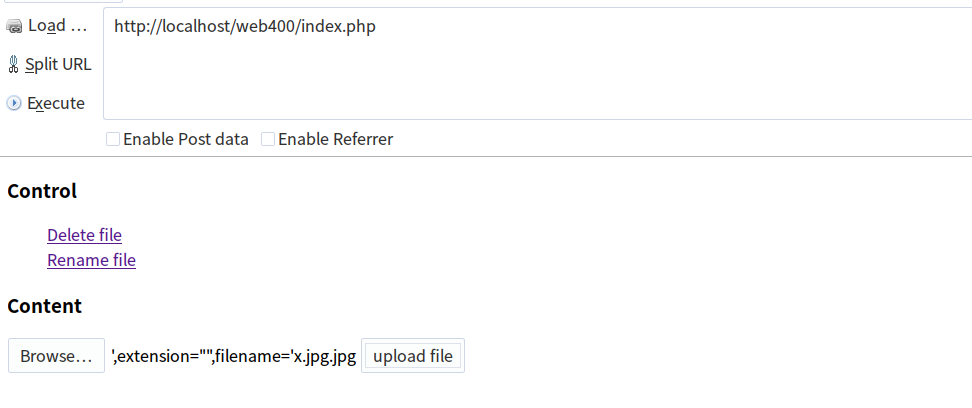 Load ...
http://localhost/web400/index.php
Split URL
Execute
Enable Post data
Enable Referrer
Control
Delete file
Rename file
Content
Browse... ',extension="",filename='x.jpg.jpg upload file